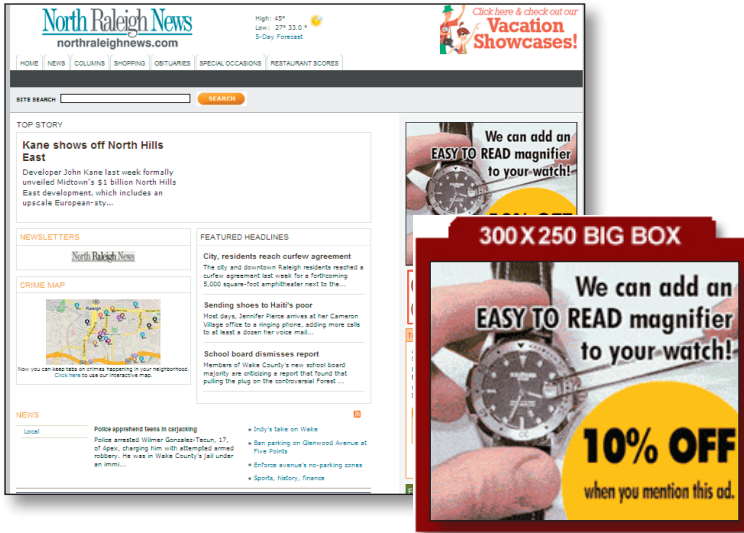 North Raleigh News
northraleighnews.com
High: 45°
Low: 27° 33.0 °
5-Day Forecast
Click here & check out our
Vacation
Showcases!
HOME NEWS COLUMNS SHOPPING OBITUARIES SPECIAL OCCASIONS RESTAURANT SCORES
SITE SEARCH
SEARCH
TOP STORY
Kane shows off North Hills
East
Developer John Kane last week formally
unveiled Midtown's $1 billion North Hills
East development, which includes an
upscale European-sty...
NEWSLETTERS
North Raleigh News
CRIME MAP
Raleigh
Now you can keep tabs on crimes happening in your neighborhood.
Click here to use our interactive map.
FEATURED HEADLINES
City, residents reach curfew agreement
The city and downtown Raleigh residents reached a
curfew agreement last week for a forthcoming
5,000 square-foot amphitheater next to the...
Sending shoes to Haiti's poor
Most days, Jennifer Pierce arrives at her Cameron
Village office to a ringing phone, adding more calls
to at least a dozen her voice mail...
School board dismisses report
Members of Wake County's new school board
majority are criticising a report that found that
pulling the plug on the controversial Forest ...
NEWS
Local
Police apprehend teens in carjacking
Police arrested Wilmer Gonzalez-Tecun, 17,
of Apex, charging him with attempted armed
robbery. He was in Wake County's jail under
an immi...
• Indy's take on Wake
• Ban parking on Glenwood Avenue at
Five Points
• Enforce avenue's no-parking zones
• Sports, history, finance
We can add an
EASY TO READ magnifier
to your watch!
10% OFF
300X250 BIG BOX
We can add an
EASY TO READ magnifier
to your watch!
10% OFF
when you mention this ad.